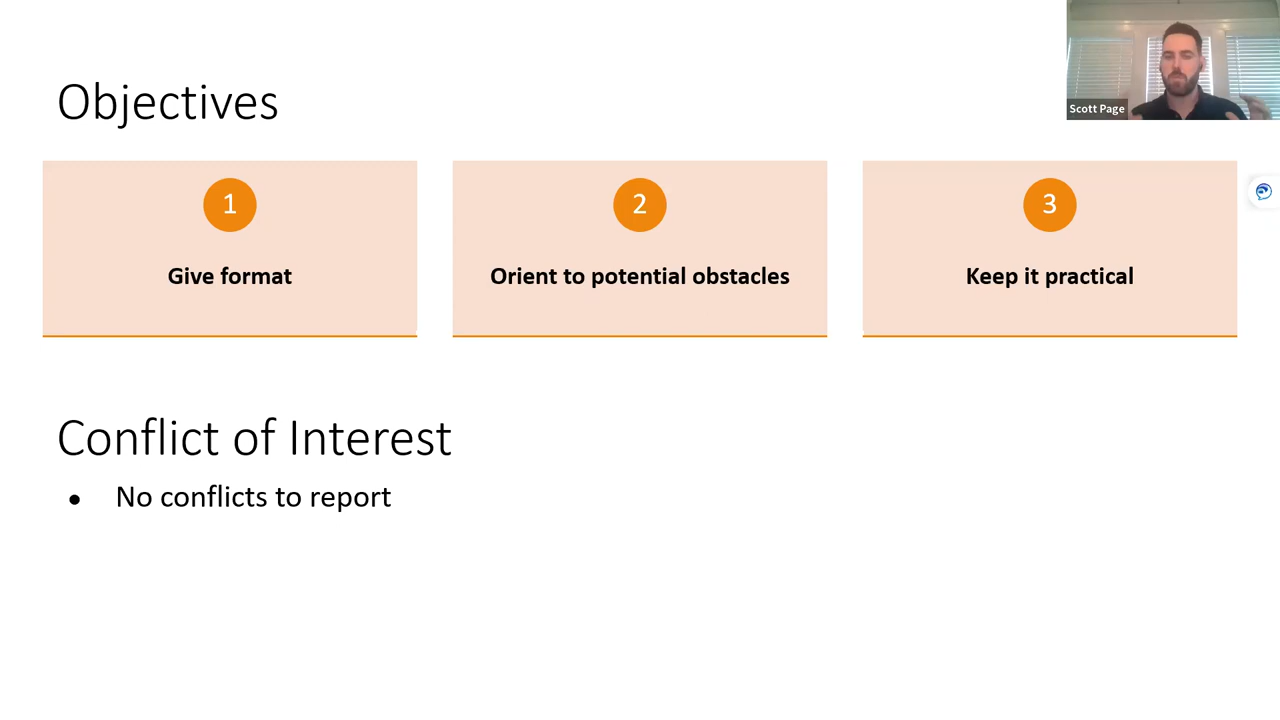 Objectives
Scott Page
1
Give format
2
Orient to potential obstacles
3
Keep it practical
Conflict of Interest
● No conflicts to report